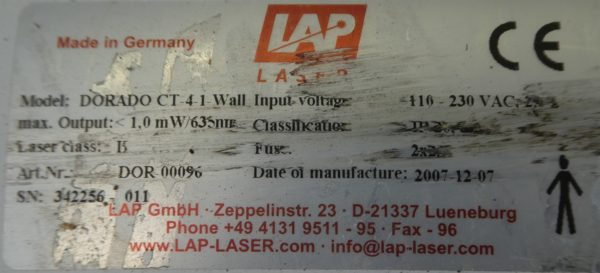 Made in Germany
LAP
LASER
CE
Model: DORADO CT-4-1 Wall Input voltage 110 - 230 VAC,
max. Output: < 1,0 mW/635nm Classification
Laser class: Fuse
Art.Nr.: DOR 00096 Date of manufacture: 2007-12-07
SN: 342256 - 011
LAP GmbH · Zeppelinstr. 23 · D-21337 Lueneburg
Phone +49 4131 9511 - 95 · Fax - 96
www.LAP-LASER.com · info@lap-laser.com